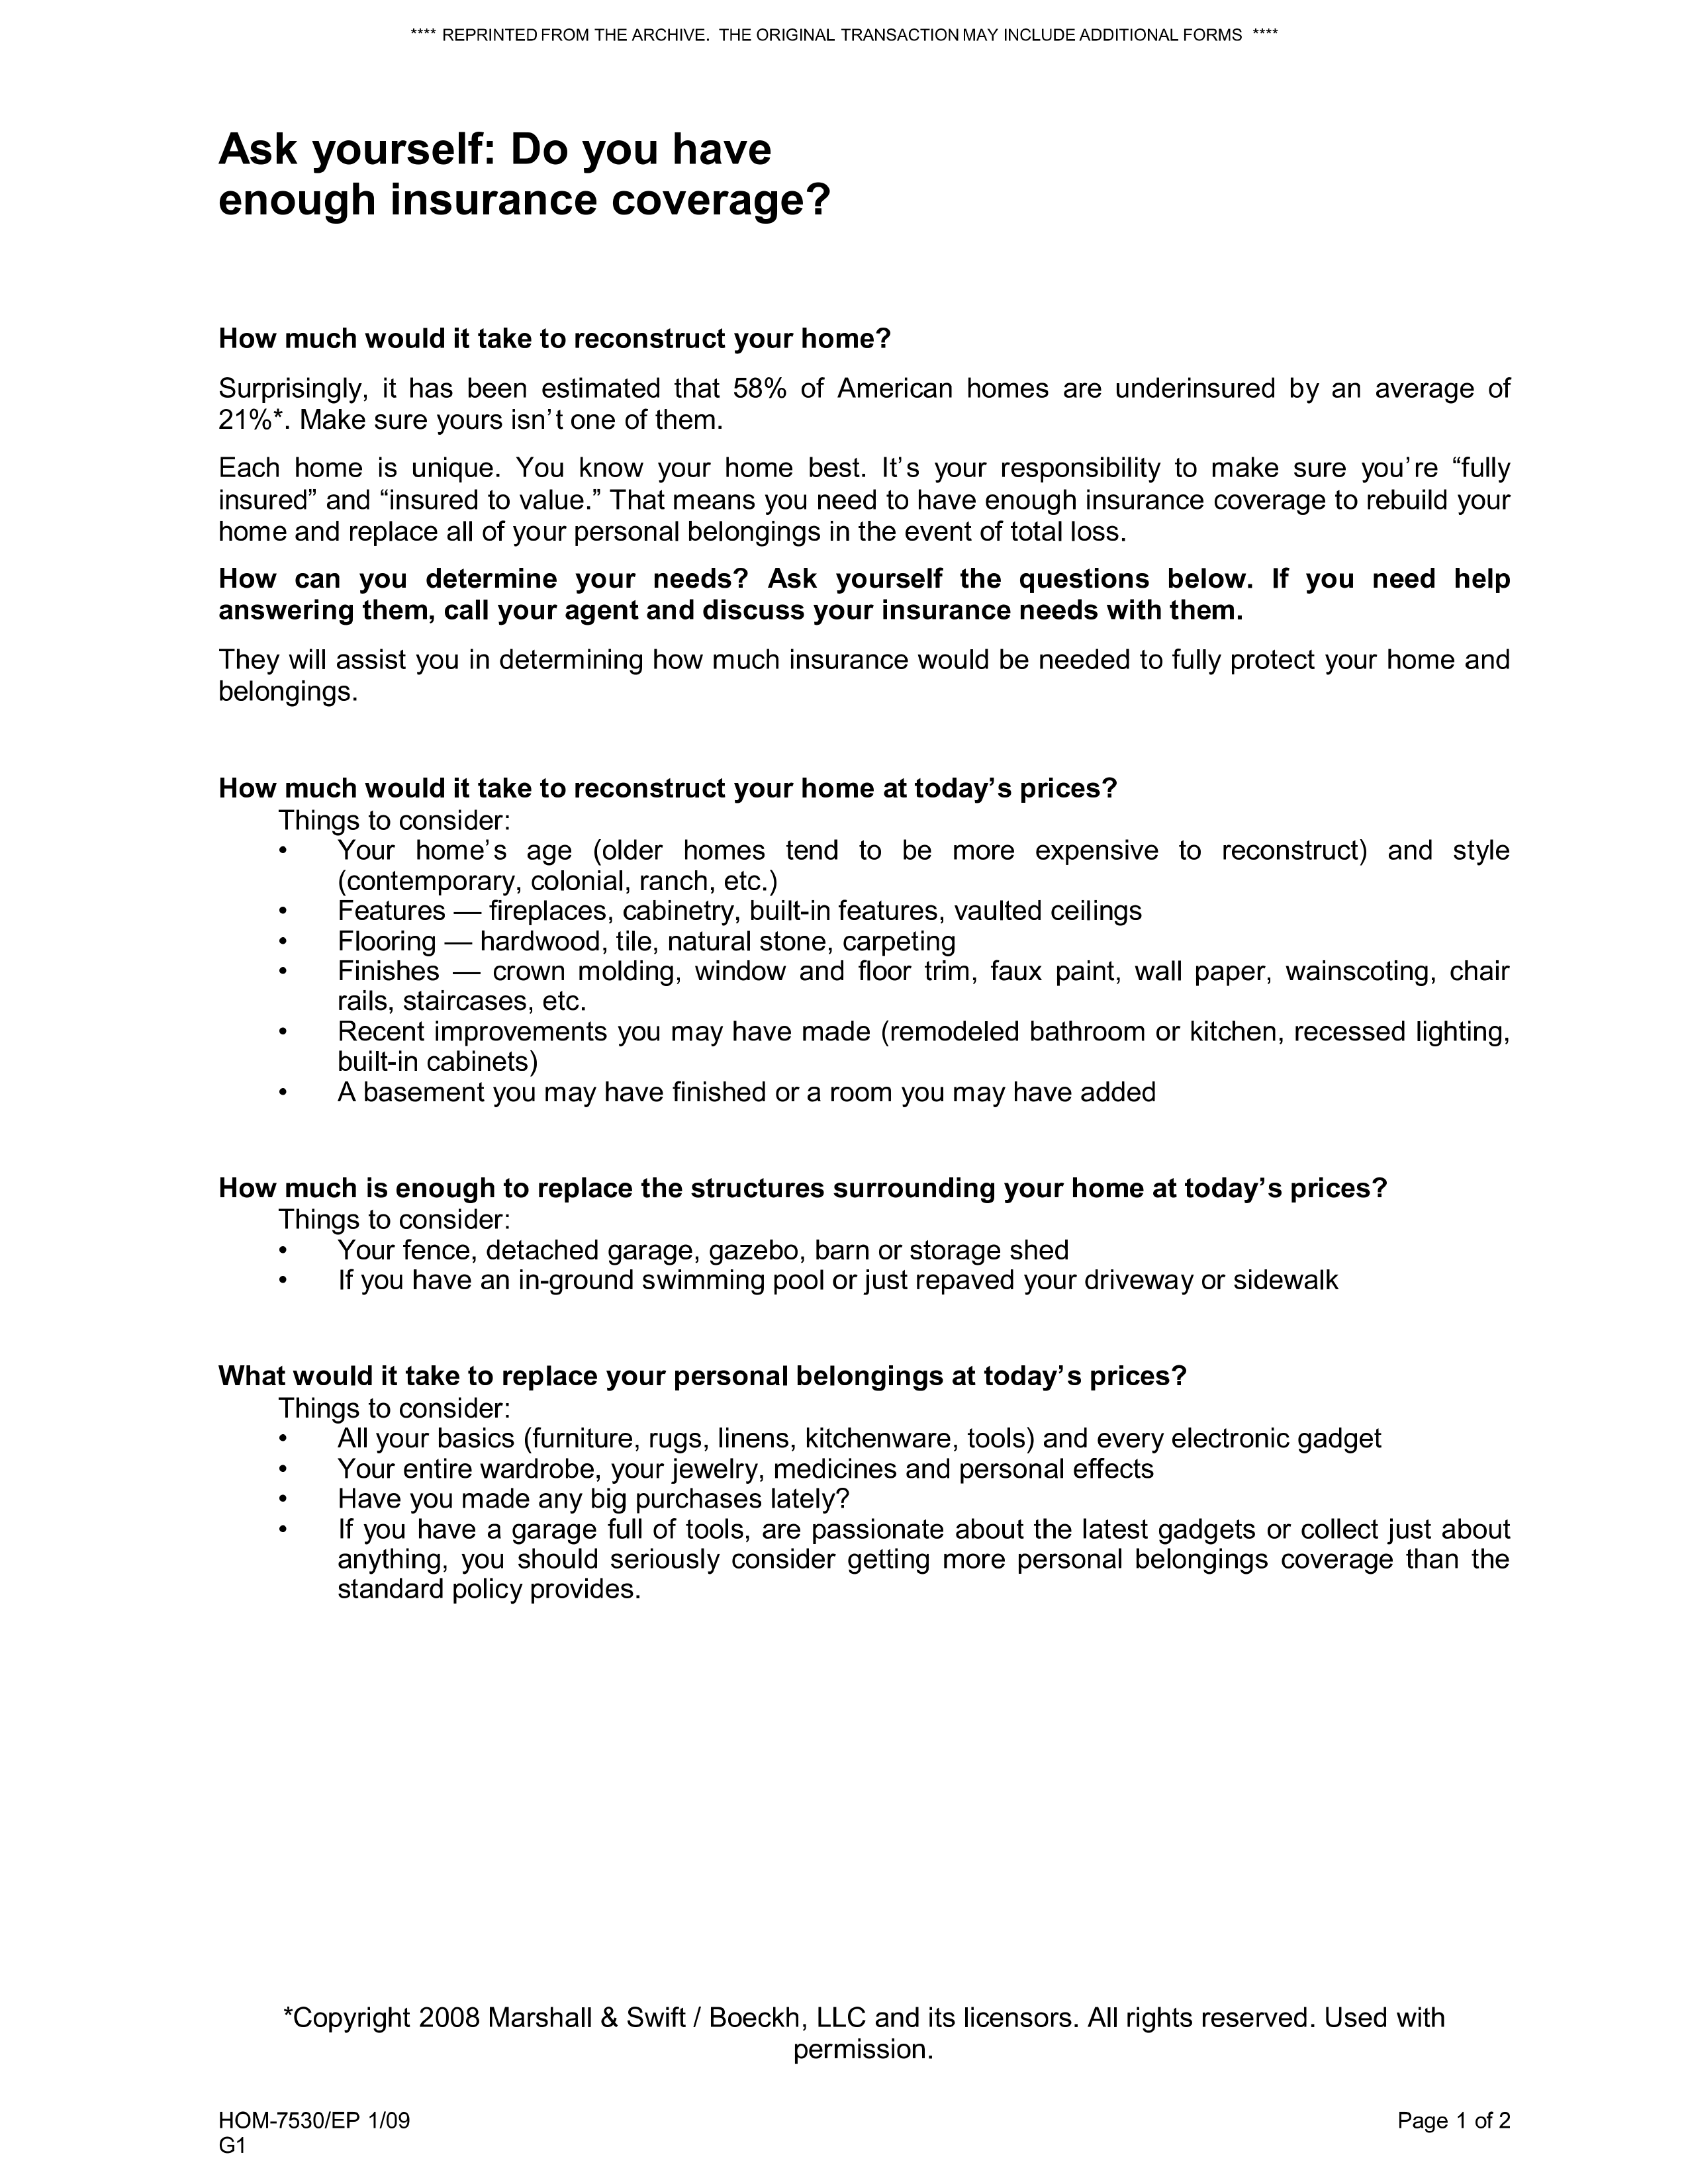 **** REPRINTED FROM THE ARCHIVE. THE ORIGINAL TRANSACTION MAY INCLUDE ADDITIONAL FORMS ****
Ask yourself: Do you have
enough insurance coverage?
How much would it take to reconstruct your home?
Surprisingly, it has been estimated that 58% of American homes are underinsured by an average of
21%*. Make sure yours isn't one of them.
Each home is unique. You know your home best. It's your responsibility to make sure you're “fully
insured” and “insured to value.” That means you need to have enough insurance coverage to rebuild your
home and replace all of your personal belongings in the event of total loss.
How can you determine your needs? Ask yourself the questions below. If you need help
answering them, call your agent and discuss your insurance needs with them.
They will assist you in determining how much insurance would be needed to fully protect your home and
belongings.
How much would it take to reconstruct your home at today's prices?
Things to consider:
• Your home's age (older homes tend to be more expensive to reconstruct) and style
(contemporary, colonial, ranch, etc.)
• Features — fireplaces, cabinetry, built-in features, vaulted ceilings
• Flooring — hardwood, tile, natural stone, carpeting
• Finishes — crown molding, window and floor trim, faux paint, wall paper, wainscoting, chair
rails, staircases, etc.
• Recent improvements you may have made (remodeled bathroom or kitchen, recessed lighting,
built-in cabinets)
• A basement you may have finished or a room you may have added
How much is enough to replace the structures surrounding your home at today's prices?
Things to consider:
• Your fence, detached garage, gazebo, barn or storage shed
• If you have an in-ground swimming pool or just repaved your driveway or sidewalk
What would it take to replace your personal belongings at today's prices?
Things to consider:
• All your basics (furniture, rugs, linens, kitchenware, tools) and every electronic gadget
• Your entire wardrobe, your jewelry, medicines and personal effects
• Have you made any big purchases lately?
• If you have a garage full of tools, are passionate about the latest gadgets or collect just about
anything, you should seriously consider getting more personal belongings coverage than the
standard policy provides.
*Copyright 2008 Marshall & Swift / Boeckh, LLC and its licensors. All rights reserved. Used with
permission.
HOM-7530/EP 1/09 Page 1 of 2
G1